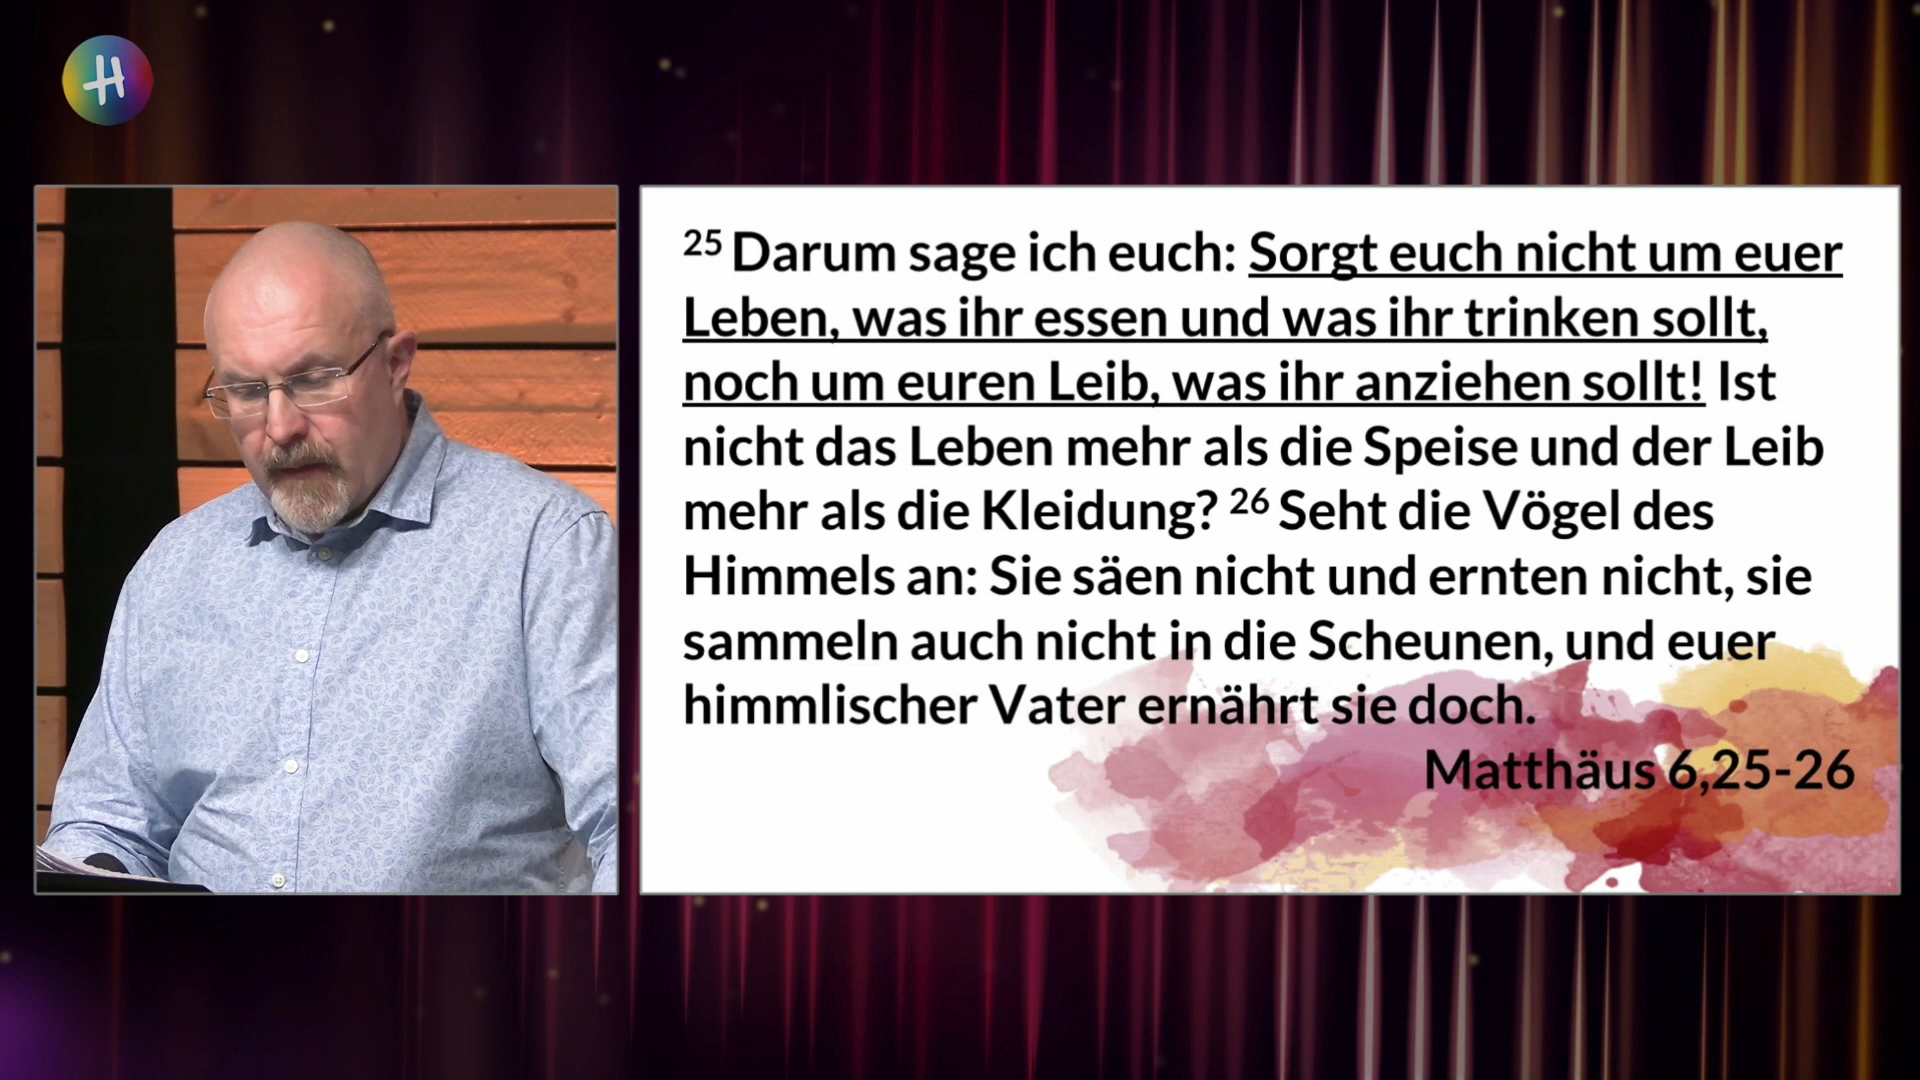 H
25 Darum sage ich euch: Sorgt euch nicht um euer
Leben, was ihr essen und was ihr trinken sollt,
noch um euren Leib, was ihr anziehen sollt! Ist
nicht das Leben mehr als die Speise und der Leib
mehr als die Kleidung? 26 Seht die Vögel des
Himmels an: Sie säen nicht und ernten nicht, sie
sammeln auch nicht in die Scheunen, und euer
himmlischer Vater ernährt sie doch.
Matthäus 6,25-26